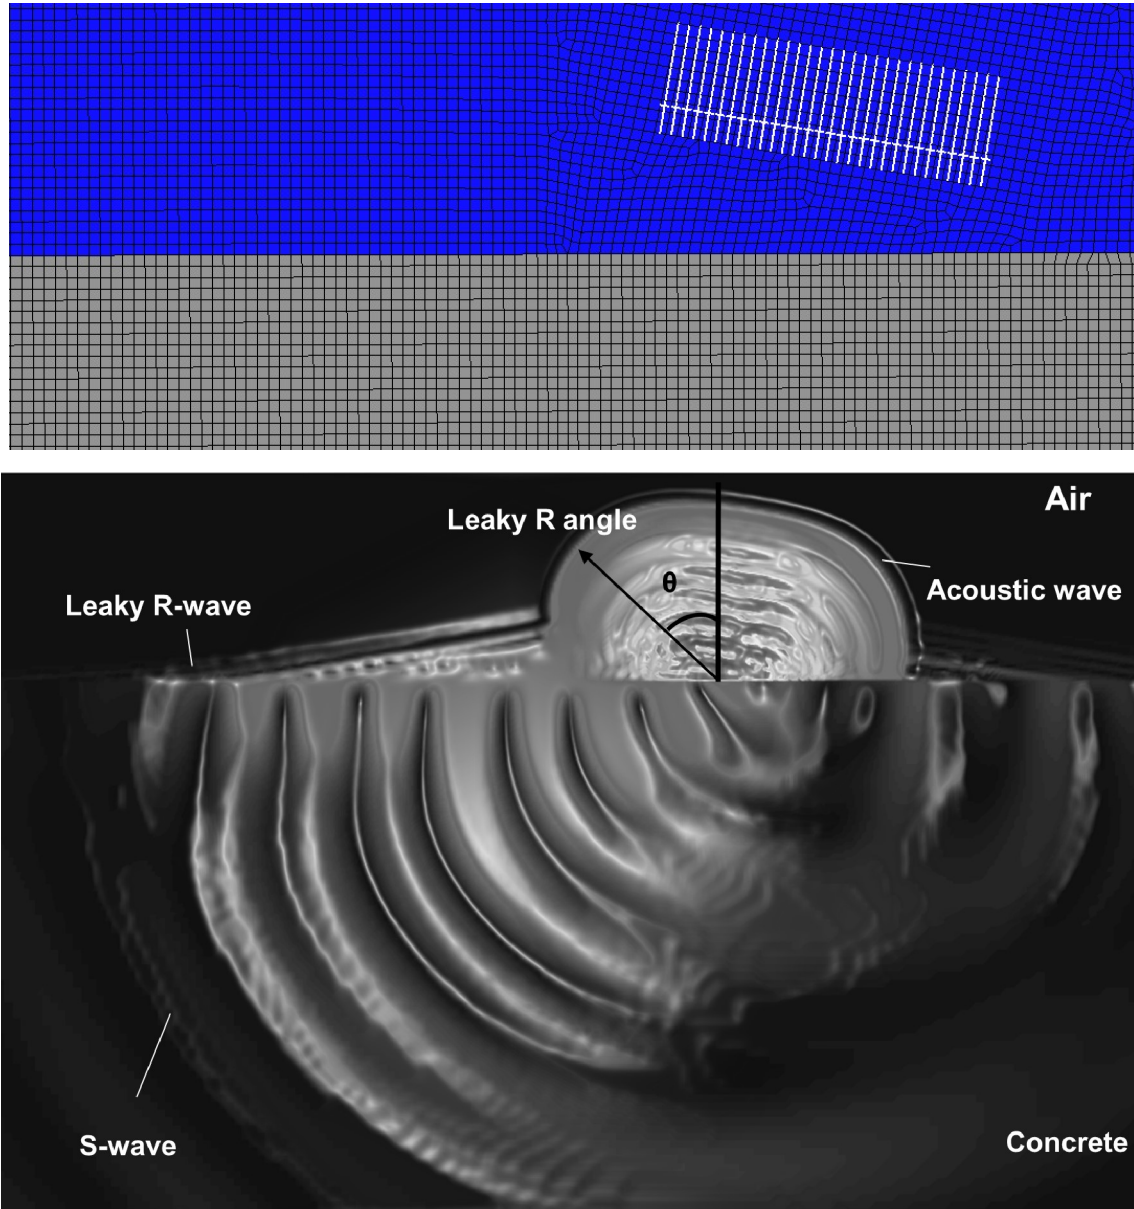 Air
Leaky R angle
θ
Acoustic wave
Leaky R-wave
S-wave
Concrete